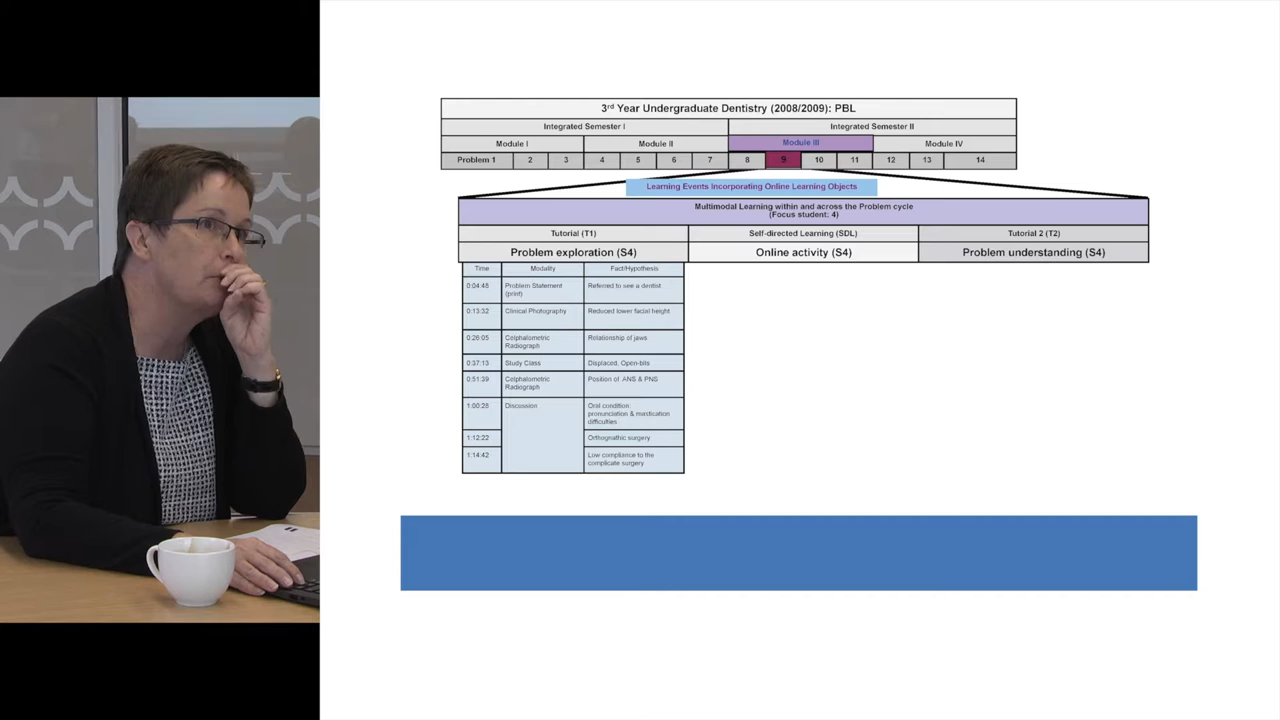 3rd Year Undergraduate Dentistry (2008/2009): PBL
Integrated Semester I
Integrated Semester II
Module I
Module II
Module III
Module IV
Problem 1
2
3
4
5
6
7
8
9
10
11
12
13
14
Learning Events Incorporating Online Learning Objects
Multimodal Learning within and across the Problem cycle
(Focus student: 4)
Tutorial (T1)
Self-directed Learning (SDL)
Tutorial 2 (T2)
Problem exploration (S4)
Online activity (S4)
Problem understanding (S4)
Time
Modality
Fact/Hypothesis
0:04:48
Problem Statement
(print)
Referred to see a dentist
0:13:32
Clinical Photography
Reduced lower facial height
0:26:05
Celphalometric
Radiograph
Relationship of jaws
0:37:13
Study Class
Displaced, Open-bits
0:51:39
Celphalometric
Radiograph
Position of ANS & PNS
1:00:28
Discussion
Oral condition:
pronunciation & mastication
difficulties
1:12:22
Orthognathic surgery
1:14:42
Low compliance to the
complicate surgery